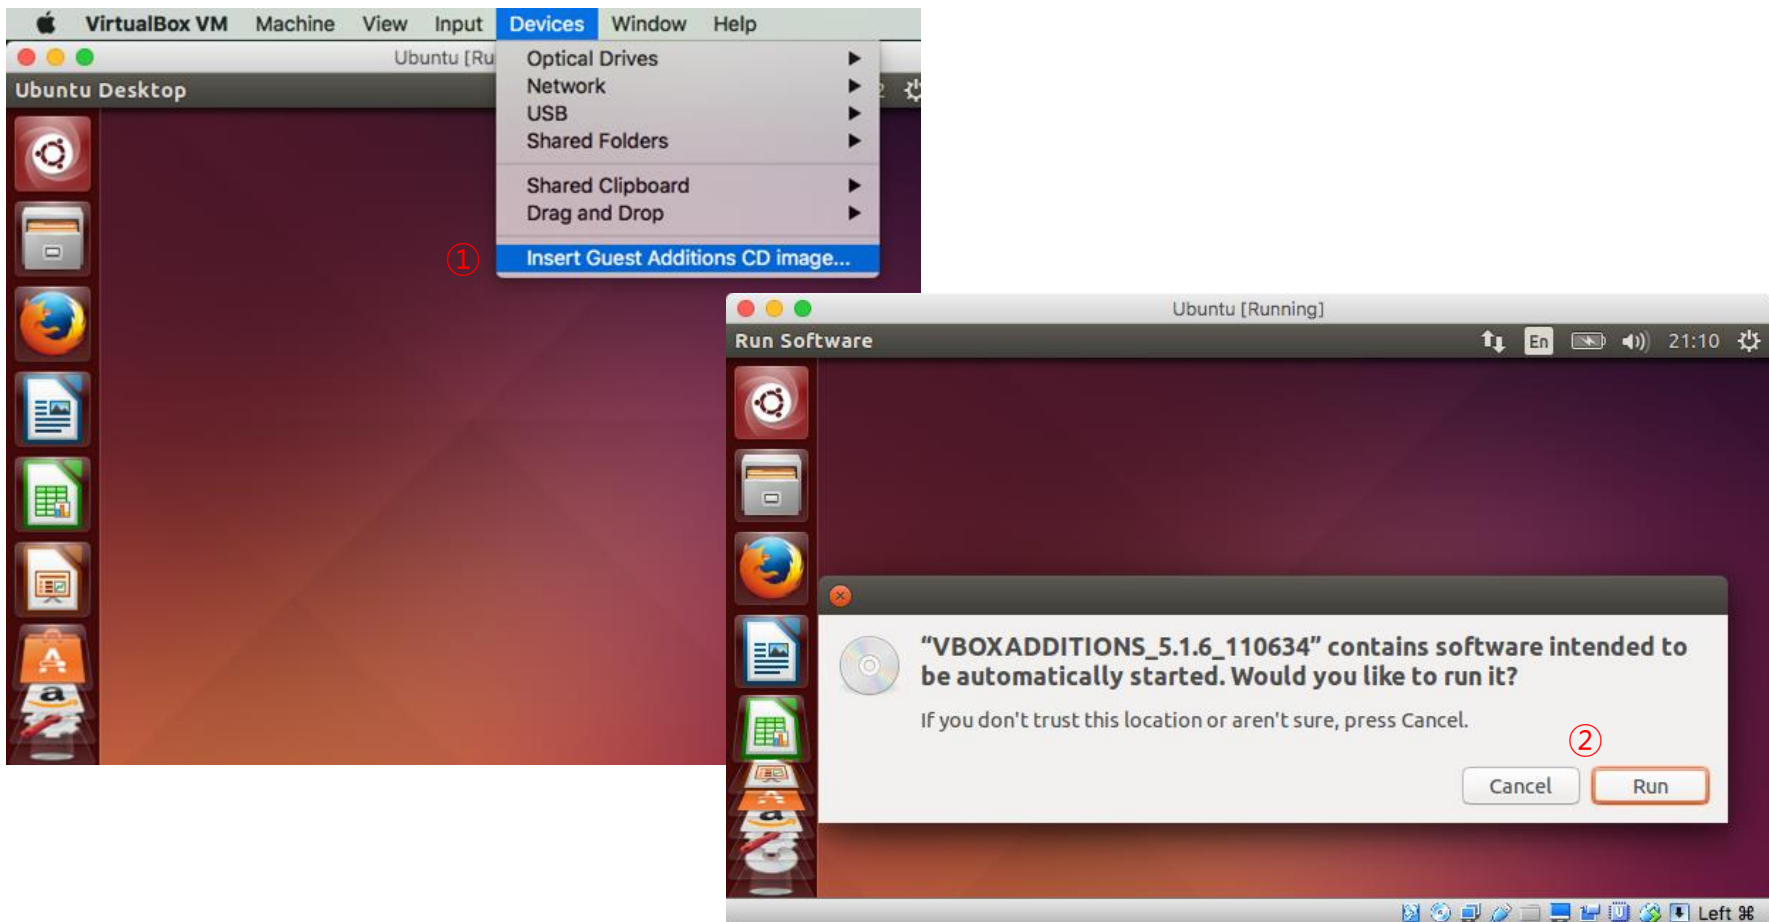 VirtualBox VM Machine View Input Devices Window Help
Ubuntu [Ru
Ubuntu Desktop
Optical Drives
Network
USB
Shared Folders
Shared Clipboard
Drag and Drop
① Insert Guest Additions CD image...
Ubuntu [Running]
Run Software En 21:10
“VBOXADDITIONS_5.1.6_110634” contains software intended to
be automatically started. Would you like to run it?
If you don't trust this location or aren't sure, press Cancel.
②
Cancel Run
Left ⌘